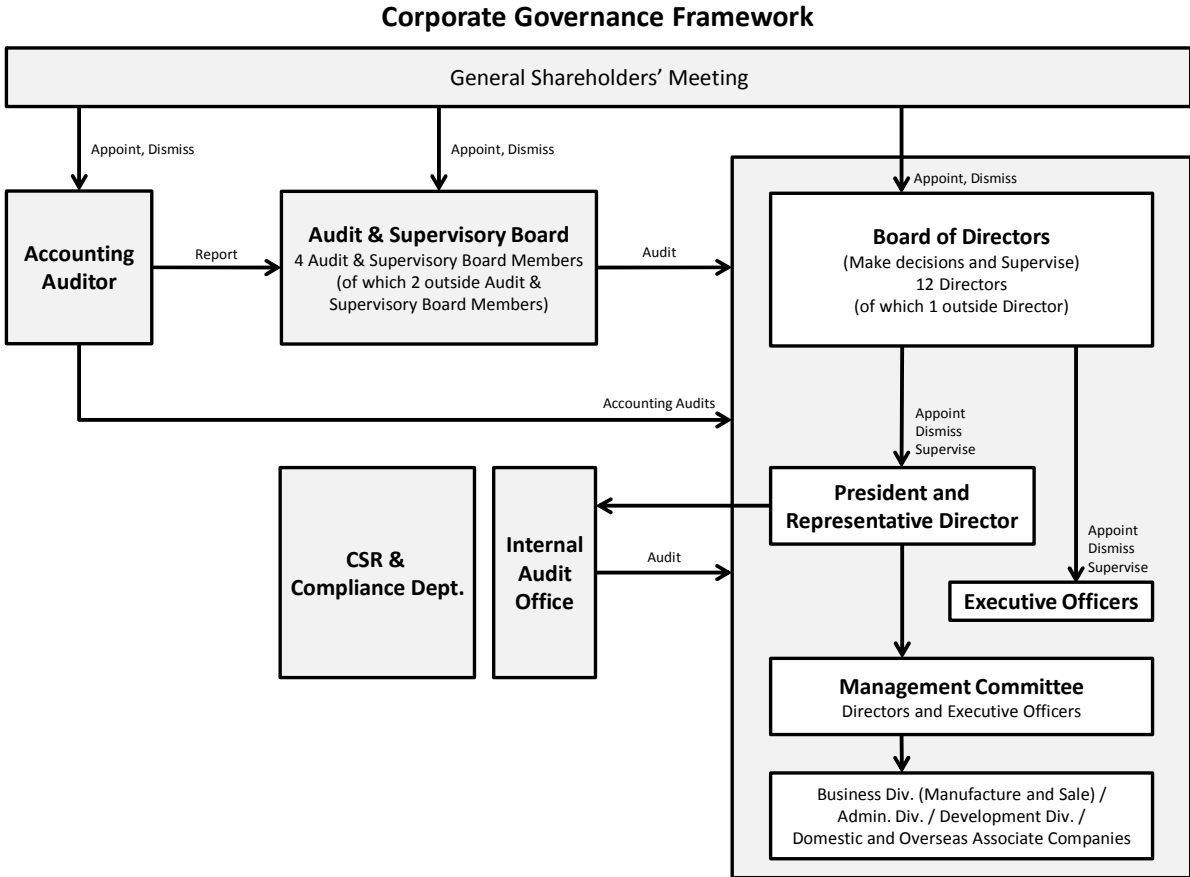 Corporate Governance Framework
General Shareholders’ Meeting
Appoint, Dismiss
Appoint, Dismiss
Appoint, Dismiss
Accounting
Auditor
Report
Audit & Supervisory Board
4 Audit & Supervisory Board Members
(of which 2 outside Audit &
Supervisory Board Members)
Audit
Board of Directors
(Make decisions and Supervise)
12 Directors
(of which 1 outside Director)
Accounting Audits
Appoint
Dismiss
Supervise
President and
Representative Director
CSR &
Compliance Dept.
Internal
Audit
Office
Audit
Appoint
Dismiss
Supervise
Executive Officers
Management Committee
Directors and Executive Officers
Business Div. (Manufacture and Sale) /
Admin. Div. / Development Div. /
Domestic and Overseas Associate Companies